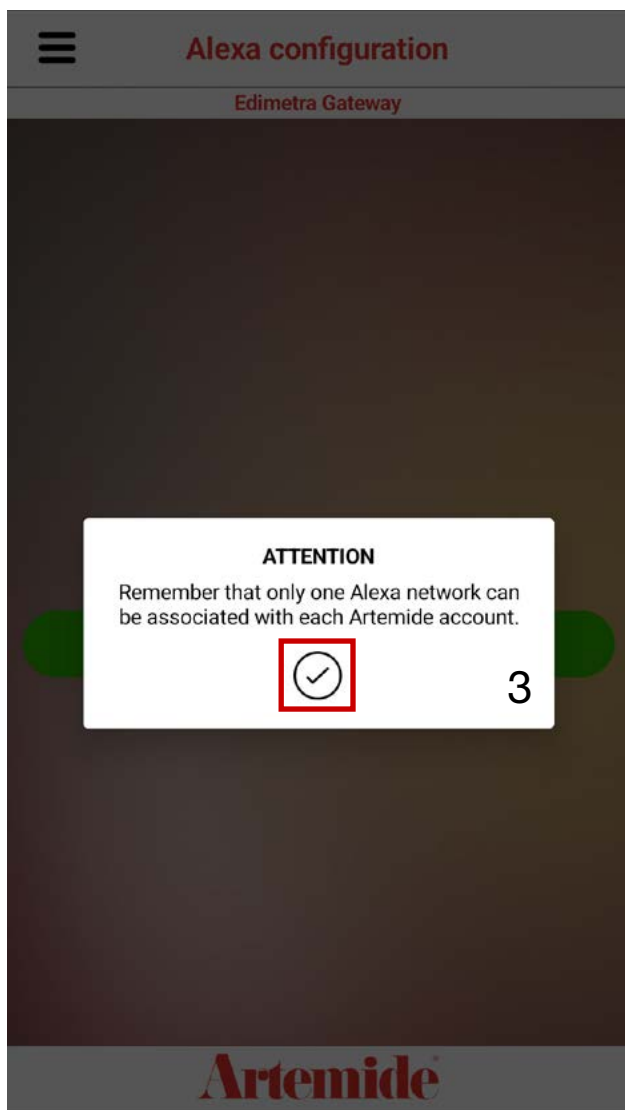 Alexa configuration
Edimetra Gateway
ATTENTION
Remember that only one Alexa network can
be associated with each Artemide account.
3
Artemide